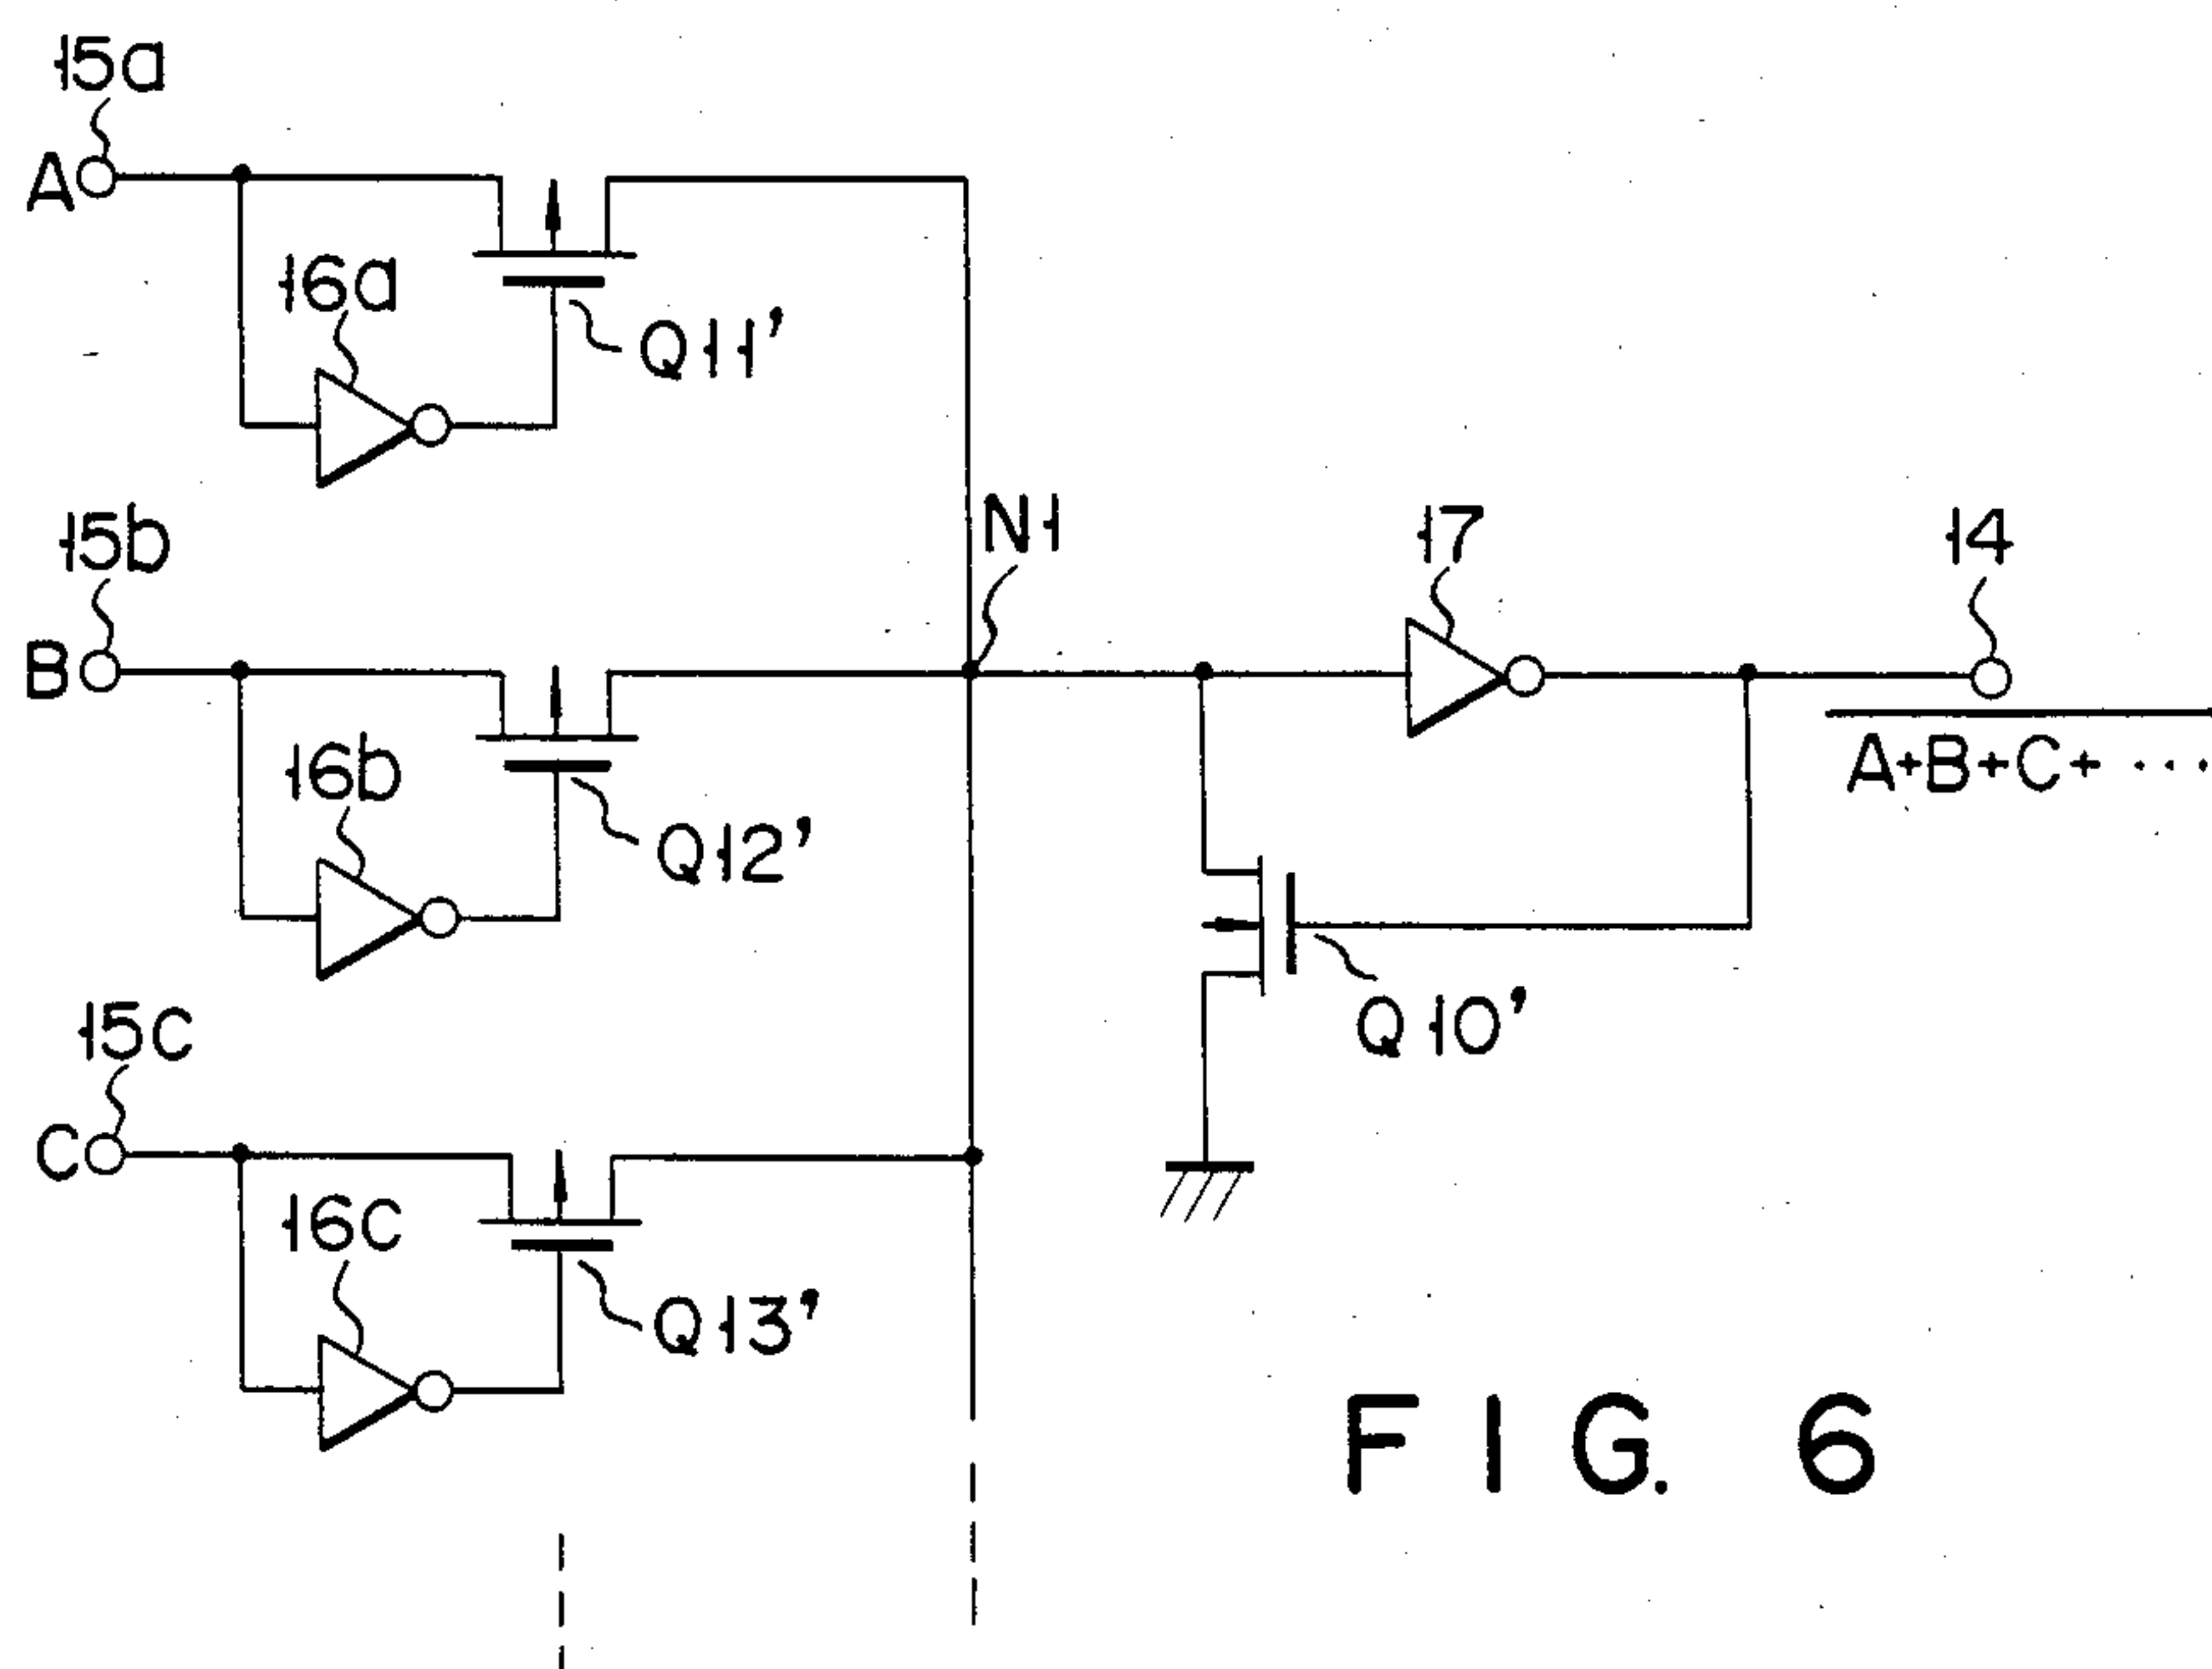 15a
A
16a
Q11'
15b
N1
17
14
B
A+B+C+ ...
16b
Q12'
15c
Q10'
C
16c
Q13'
FIG. 6